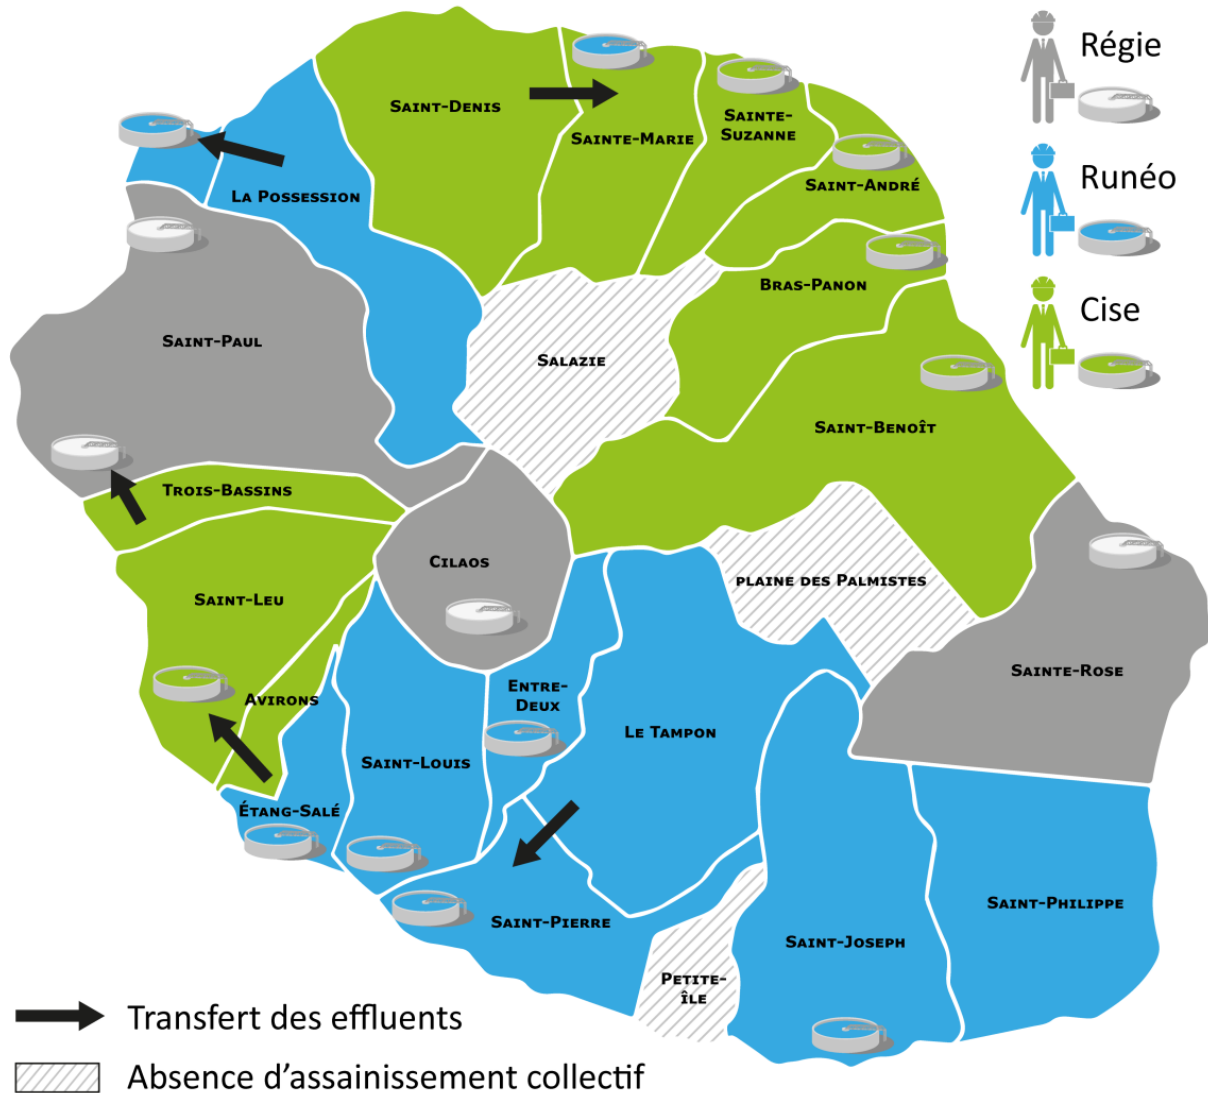 Régie
Runéo
Cise
SAINT-DENIS
SAINTE-MARIE
SAINTE-
SUZANNE
SAINT-ANDRÉ
LA POSSESSION
BRAS-PANON
SAINT-PAUL
SALAZIE
SAINT-BENOÎT
TROIS-BASSINS
CILAOS
PLAINE DES PALMISTES
SAINT-LEU
SAINTE-ROSE
AVIRONS
ENTRE-
DEUX
LE TAMPON
SAINT-LOUIS
ÉTANG-SALÉ
SAINT-PIERRE
SAINT-PHILIPPE
SAINT-JOSEPH
PETITE-
ÎLE
Transfert des effluents
Absence d’assainissement collectif